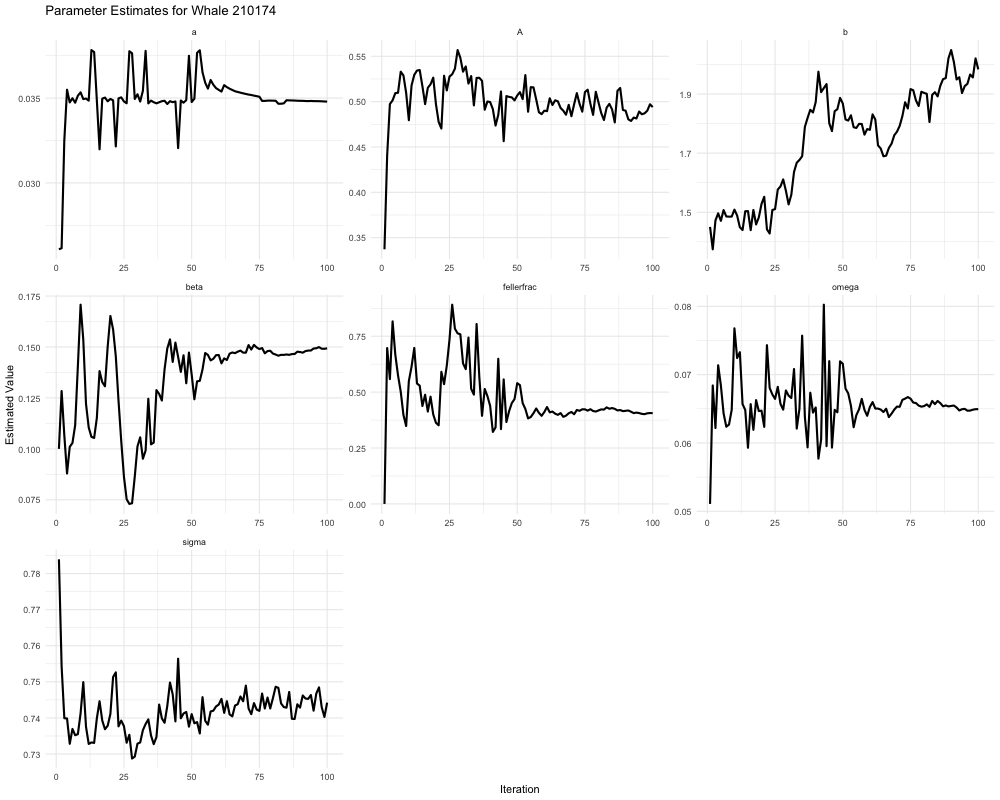 Parameter Estimates for Whale 210174
a
A
b
0.035
0.030
0 25 50 75 100
0.55
0.50
0.45
0.40
0.35
0 25 50 75 100
1.9
1.7
1.5
0 25 50 75 100
beta
fellerfrac
omega
Estimated Value
0.175
0.150
0.125
0.100
0.075
0 25 50 75 100
0.75
0.50
0.25
0.00
0 25 50 75 100
0.08
0.07
0.06
0.05
0 25 50 75 100
sigma
0.78
0.77
0.76
0.75
0.74
0.73
0 25 50 75 100
Iteration